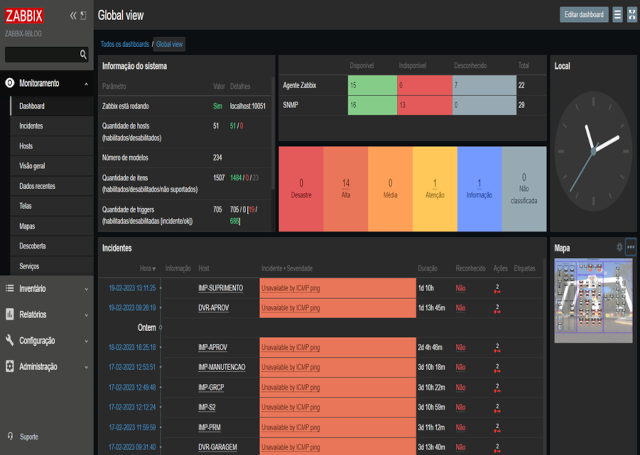 ZABBIX
ZABBIX-BBLOG
Monitoramento
Dashboard
Incidentes
Hosts
Visão geral
Dados recentes
Telas
Mapas
Descoberta
Serviços
Inventário
Relatórios
Configuração
Administração
Suporte
Global view
Editar dashboard
Todos os dashboards / Global view
Informação do sistema
Parâmetro Valor Detalhes
Zabbix está rodando Sim localhost:10051
Quantidade de hosts (habilitados/desabilitados) 51 51 / 0
Número de modelos 234
Quantidade de itens (habilitados/desabilitados/não suportados) 1507 1484 / 0 / 23
Quantidade de triggers (habilitadas/desabilitadas [incidente/ok]) 705 705 / 0 [19 / 686]
Disponível Indisponível Desconhecido Total
Agente Zabbix 15 0 7 22
SNMP 16 13 0 29
0 Desastre
14 Alta
0 Média
1 Atenção
1 Informação
0 Não classificada
Local
Incidentes
Hora Informação Host Incidente • Severidade Duração Reconhecido Ações Etiquetas
19-02-2023 13:11:25 IMP-SUPRIMENTO Unavailable by ICMP ping 1d 10h Não 2
19-02-2023 09:26:19 DVR-APROV Unavailable by ICMP ping 1d 13h 45m Não 2
Ontem
18-02-2023 18:25:18 IMP-APROV Unavailable by ICMP ping 2d 4h 46m Não 2
17-02-2023 12:53:51 IMP-MANUTENCAO Unavailable by ICMP ping 3d 10h 18m Não 2
17-02-2023 12:49:48 IMP-GRCP Unavailable by ICMP ping 3d 10h 22m Não 2
17-02-2023 12:12:24 IMP-S2 Unavailable by ICMP ping 3d 10h 59m Não 2
17-02-2023 11:59:59 IMP-PRM Unavailable by ICMP ping 3d 11h 12m Não 2
17-02-2023 09:31:40 DVR-GARAGEM Unavailable by ICMP ping 3d 13h 40m Não 2
Mapa